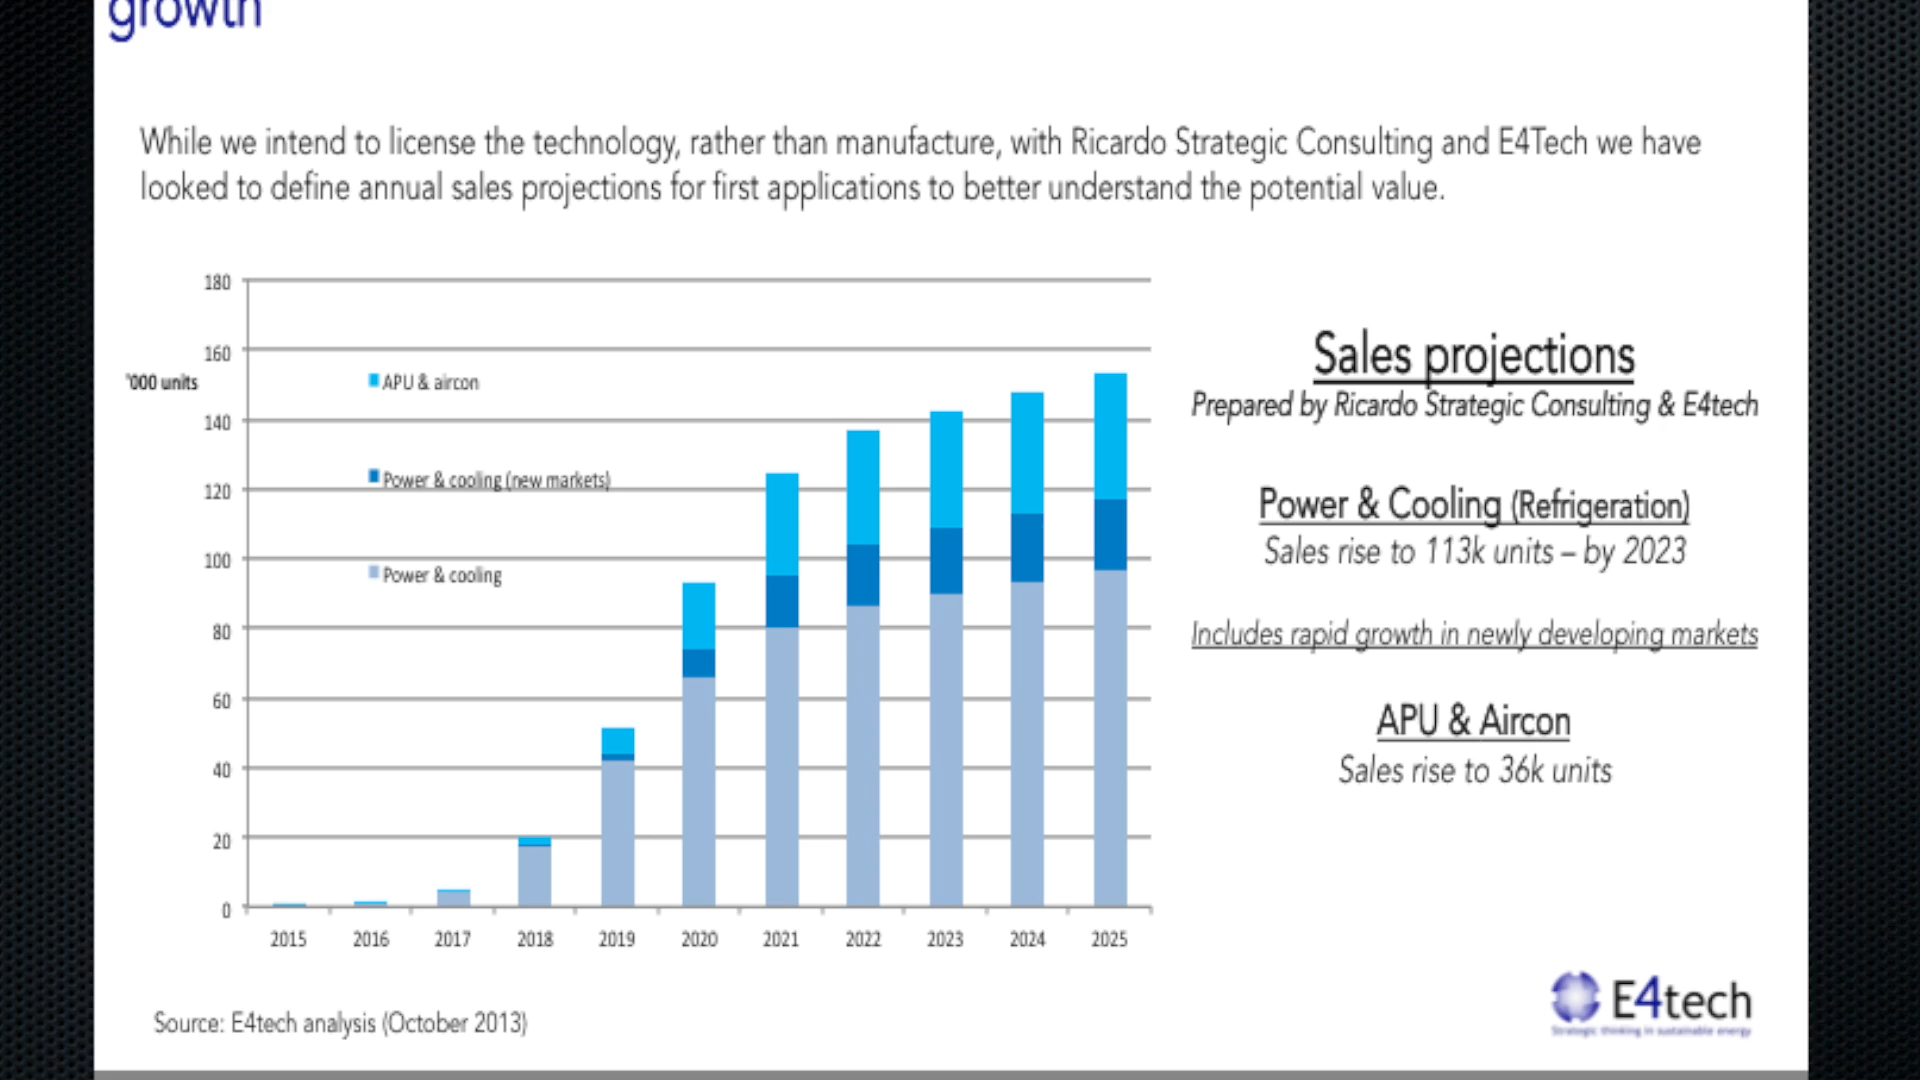 growth
While we intend to license the technology, rather than manufacture, with Ricardo Strategic Consulting and E4Tech we have
looked to define annual sales projections for first applications to better understand the potential value.
180
160
'000 units
140
120
100
80
60
40
20
0
APU & aircon
Power & cooling (new markets)
Power & cooling
2015 2016 2017 2018 2019 2020 2021 2022 2023 2024 2025
Sales projections
Prepared by Ricardo Strategic Consulting & E4tech
Power & Cooling (Refrigeration)
Sales rise to 113k units – by 2023
Includes rapid growth in newly developing markets
APU & Aircon
Sales rise to 36k units
Source: E4tech analysis (October 2013)
E4tech
Strategic thinking in sustainable energy